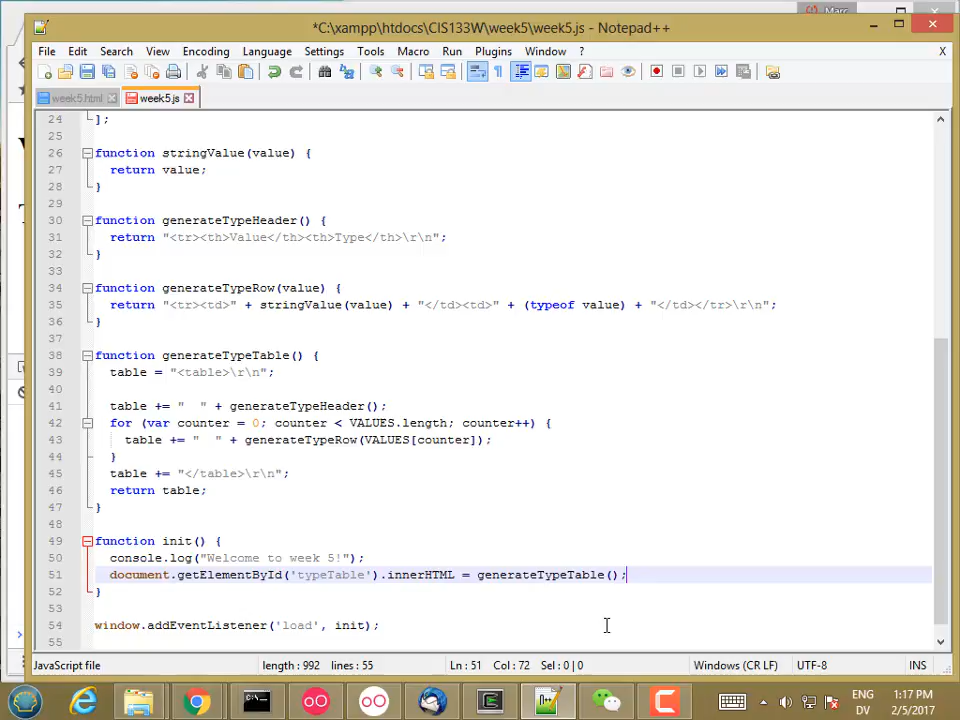 *C:\xampp\htdocs\CIS133W\week5\week5.js - Notepad++
File Edit Search View Encoding Language Settings Tools Macro Run Plugins Window ? X
week5.html week5.js
24 ];
25
26 function stringValue(value) {
27 return value;
28 }
29
30 function generateTypeHeader() {
31 return "<tr><th>Value</th><th>Type</th>\r\n";
32 }
33
34 function generateTypeRow(value) {
35 return "<tr><td>" + stringValue(value) + "</td><td>" + (typeof value) + "</td></tr>\r\n";
36 }
37
38 function generateTypeTable() {
39 table = "<table>\r\n";
40
41 table += "  " + generateTypeHeader();
42 for (var counter = 0; counter < VALUES.length; counter++) {
43 table += "  " + generateTypeRow(VALUES[counter]);
44 }
45 table += "</table>\r\n";
46 return table;
47 }
48
49 function init() {
50 console.log("Welcome to week 5!");
51 document.getElementById('typeTable').innerHTML = generateTypeTable();
52 }
53
54 window.addEventListener('load', init);
55
JavaScript file length : 992 lines : 55 Ln : 51 Col : 72 Sel : 0 | 0 Windows (CR LF) UTF-8 INS
ENG 1:17 PM
DV 2/5/2017